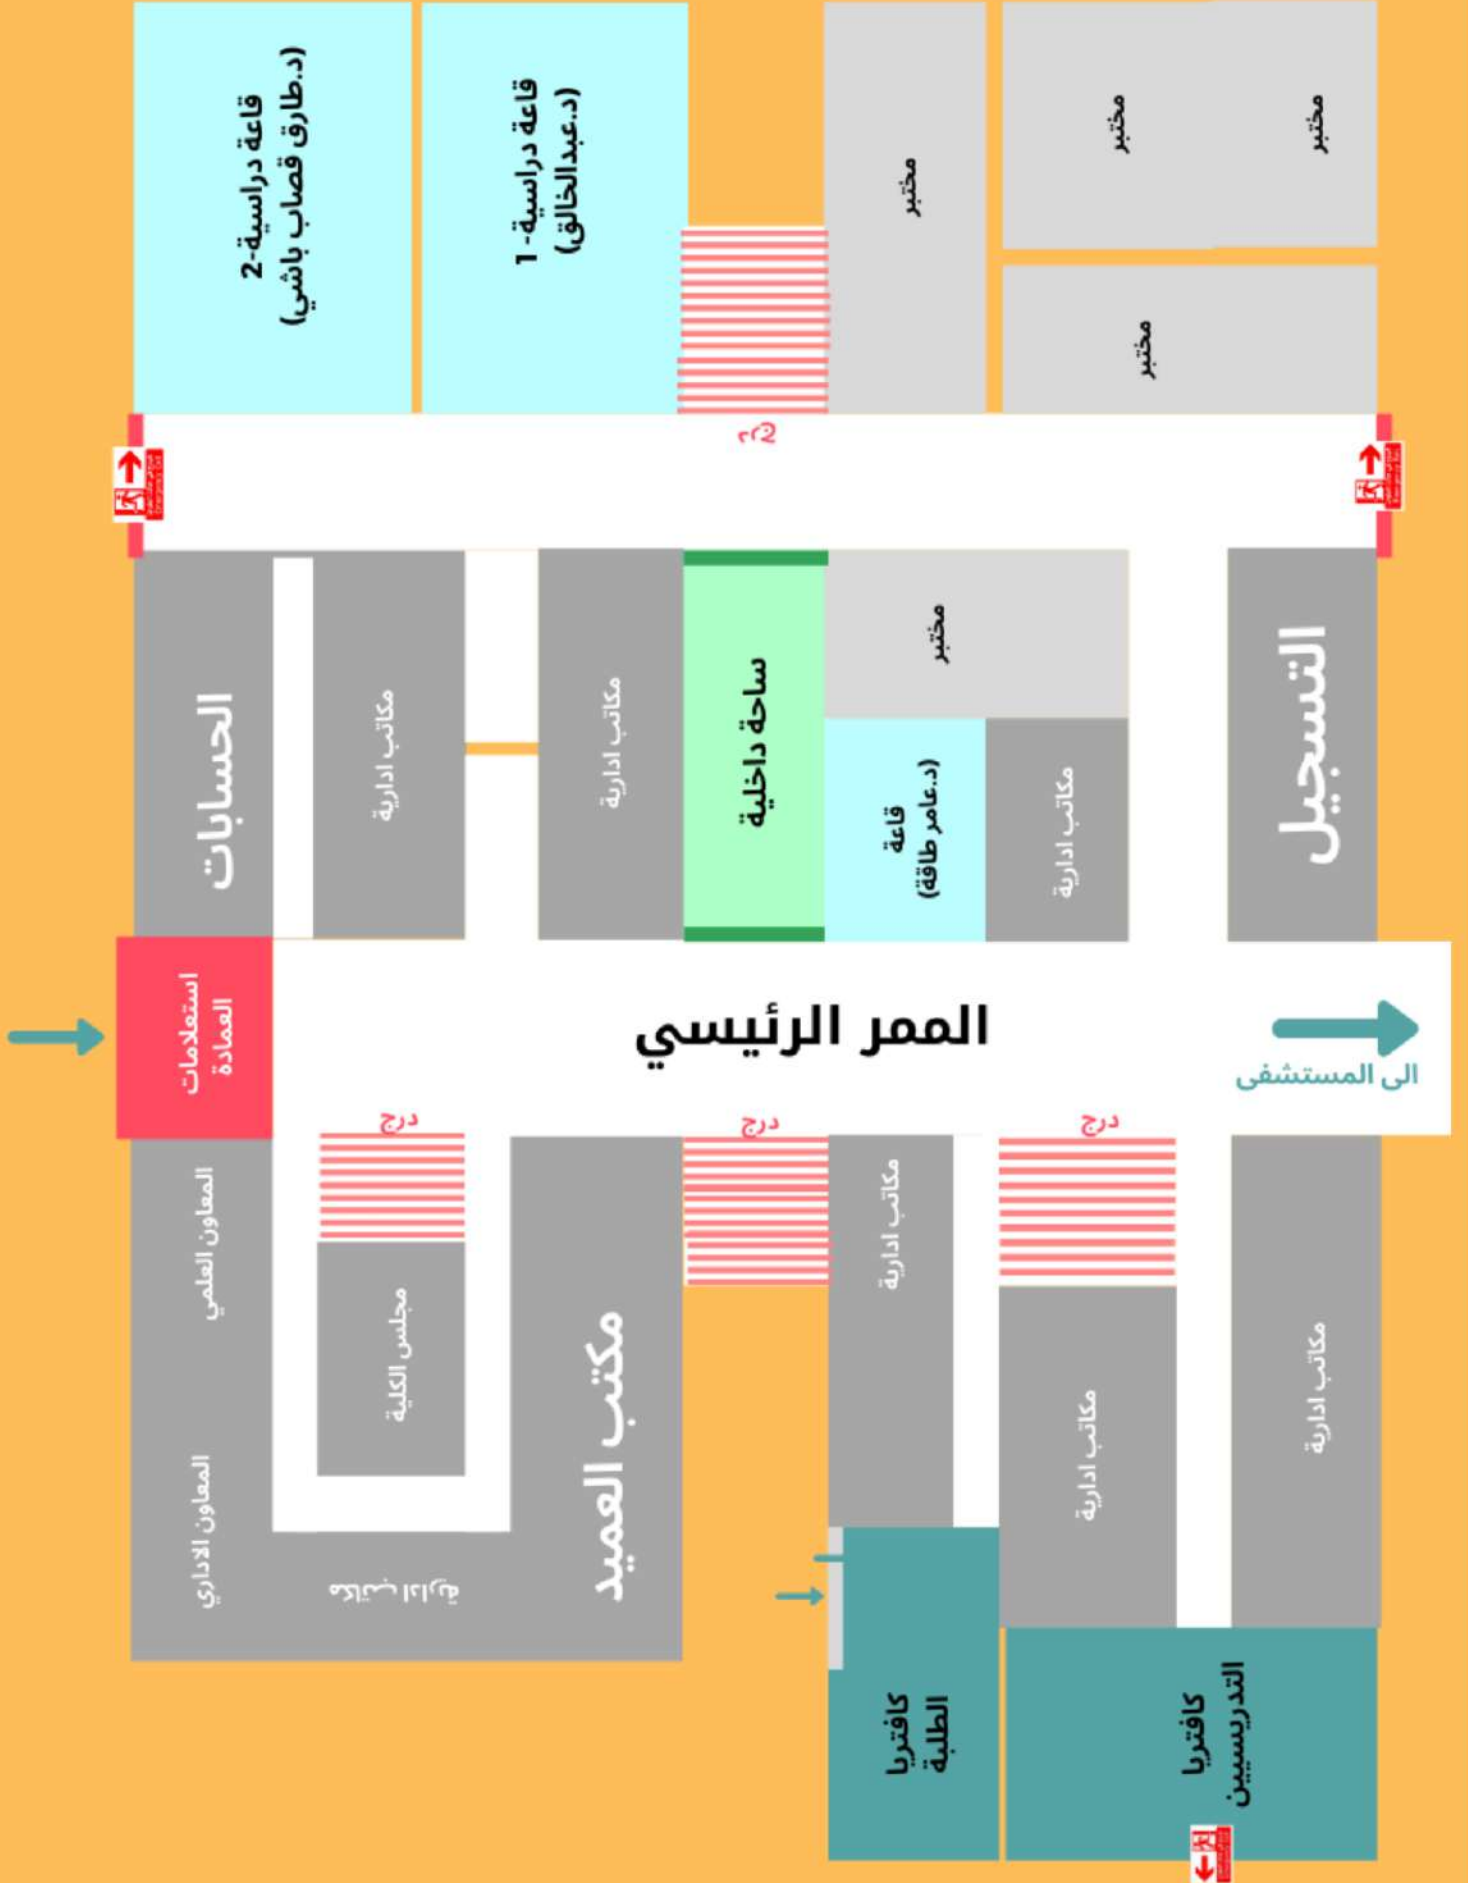 قاعة دراسية-2
(د.طارق قصاب باشي)
قاعة دراسية- 1
(د.عبدالخالق)
مختبر
مختبر
مختبر
مختبر
درج
الحسابات
مكاتب ادارية
مكاتب ادارية
ساحة داخلية
مختبر
قاعة
(د.عامر طاقة)
مكاتب ادارية
التسجيل
استعلامات
العمادة
الممر الرئيسي
الى المستشفى
درج
درج
درج
المعاون العلمي
مجلس الكلية
مكتب العميد
مكاتب ادارية
مكاتب ادارية
مكاتب ادارية
المعاون الاداري
مكاتب ادارية
كافتريا
الطلبة
كافتريا
التدريسيين